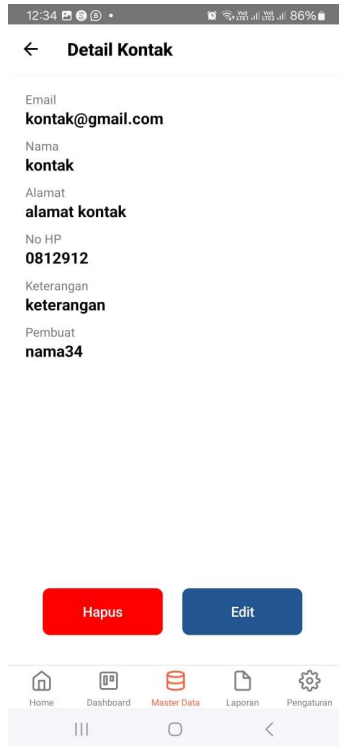 12:34
86%
Detail Kontak
Email
kontak@gmail.com
Nama
kontak
Alamat
alamat kontak
No HP
0812912
Keterangan
keterangan
Pembuat
nama34
Hapus Edit
Home Dashboard Master Data Laporan Pengaturan